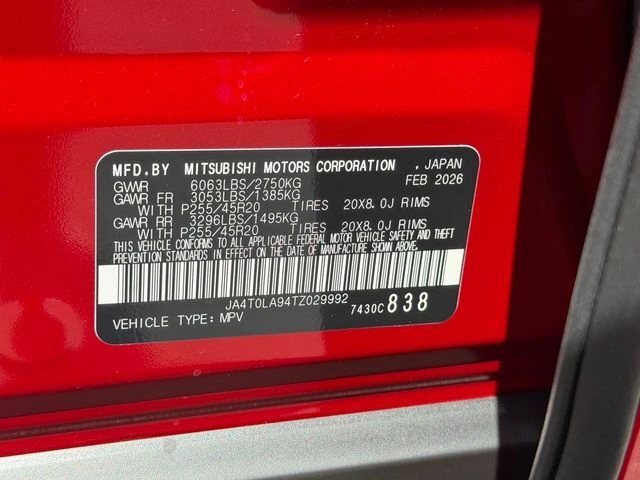 MFD.BY MITSUBISHI MOTORS CORPORATION . JAPAN
GVWR 6063LBS/2750KG FEB 2026
GAWR FR 3053LBS/1385KG
WITH P255/45R20 TIRES 20X8.0J RIMS
GAWR RR 3296LBS/1495KG
WITH P255/45R20 TIRES 20X8.0J RIMS
THIS VEHICLE CONFORMS TO ALL APPLICABLE FEDERAL MOTOR VEHICLE SAFETY AND THEFT
PREVENTION STANDARDS IN EFFECT ON THE DATE OF MANUFACTURE SHOWN ABOVE.
JA4T0LA94TZ029992
VEHICLE TYPE: MPV 7430C 838